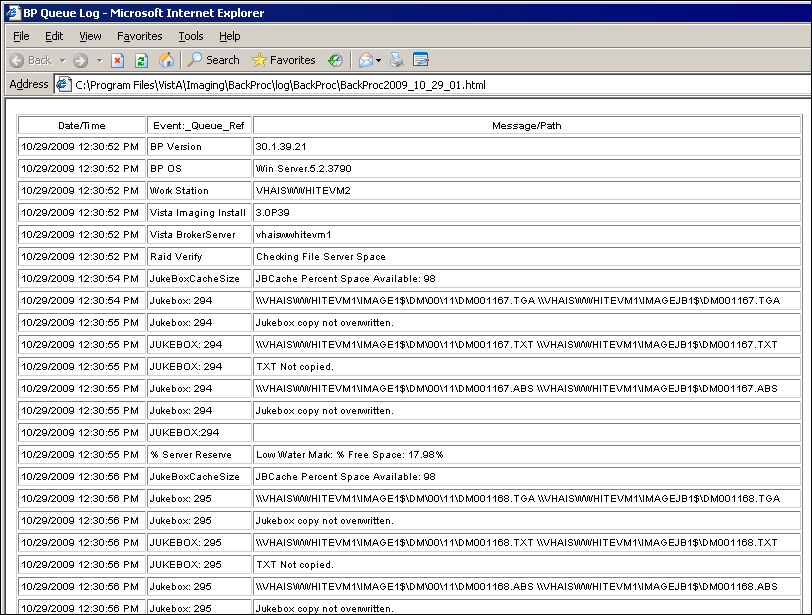 BP Queue Log - Microsoft Internet Explorer
File Edit View Favorites Tools Help
Back Search Favorites
Address C:\Program Files\VistA\Imaging\BackProc\log\BackProc\BackProc2009_10_29_01.html
Date/Time Event:_Queue_Ref Message/Path
10/29/2009 12:30:52 PM BP Version 30.1.39.21
10/29/2009 12:30:52 PM BP OS Win Server.5.2.3790
10/29/2009 12:30:52 PM Work Station VHAISWWHITEVM2
10/29/2009 12:30:52 PM Vista Imaging Install 3.0P39
10/29/2009 12:30:52 PM Vista BrokerServer vhaiswwhitevm1
10/29/2009 12:30:52 PM Raid Verify Checking File Server Space
10/29/2009 12:30:54 PM JukeBoxCacheSize JBCache Percent Space Available: 98
10/29/2009 12:30:54 PM Jukebox: 294 \\VHAISWWHITEVM1\IMAGE1$\DM\00\11\DM001167.TGA \\VHAISWWHITEVM1\IMAGEJB1$\DM001167.TGA
10/29/2009 12:30:55 PM Jukebox: 294 Jukebox copy not overwritten.
10/29/2009 12:30:55 PM JUKEBOX: 294 \\VHAISWWHITEVM1\IMAGE1$\DM\00\11\DM001167.TXT \\VHAISWWHITEVM1\IMAGEJB1$\DM001167.TXT
10/29/2009 12:30:55 PM JUKEBOX: 294 TXT Not copied.
10/29/2009 12:30:55 PM Jukebox: 294 \\VHAISWWHITEVM1\IMAGE1$\DM\00\11\DM001167.ABS \\VHAISWWHITEVM1\IMAGEJB1$\DM001167.ABS
10/29/2009 12:30:55 PM Jukebox: 294 Jukebox copy not overwritten.
10/29/2009 12:30:55 PM JUKEBOX:294
10/29/2009 12:30:55 PM % Server Reserve Low Water Mark: % Free Space: 17.98%
10/29/2009 12:30:56 PM JukeBoxCacheSize JBCache Percent Space Available: 98
10/29/2009 12:30:56 PM Jukebox: 295 \\VHAISWWHITEVM1\IMAGE1$\DM\00\11\DM001168.TGA \\VHAISWWHITEVM1\IMAGEJB1$\DM001168.TGA
10/29/2009 12:30:56 PM Jukebox: 295 Jukebox copy not overwritten.
10/29/2009 12:30:56 PM JUKEBOX: 295 \\VHAISWWHITEVM1\IMAGE1$\DM\00\11\DM001168.TXT \\VHAISWWHITEVM1\IMAGEJB1$\DM001168.TXT
10/29/2009 12:30:56 PM JUKEBOX: 295 TXT Not copied.
10/29/2009 12:30:56 PM Jukebox: 295 \\VHAISWWHITEVM1\IMAGE1$\DM\00\11\DM001168.ABS \\VHAISWWHITEVM1\IMAGEJB1$\DM001168.ABS
10/29/2009 12:30:56 PM Jukebox: 295 Jukebox copy not overwritten.